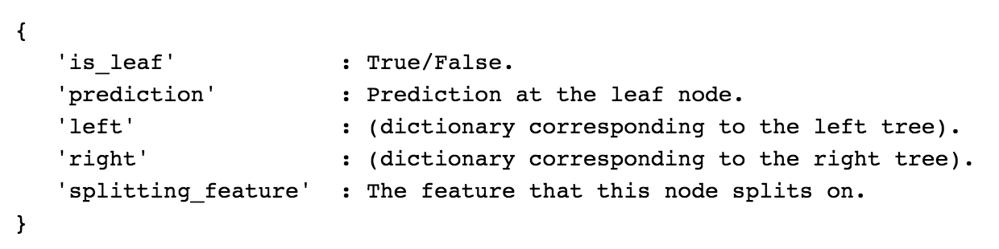 {
'is_leaf' : True/False.
'prediction' : Prediction at the leaf node.
'left' : (dictionary corresponding to the left tree).
'right' : (dictionary corresponding to the right tree).
'splitting_feature' : The feature that this node splits on.
}